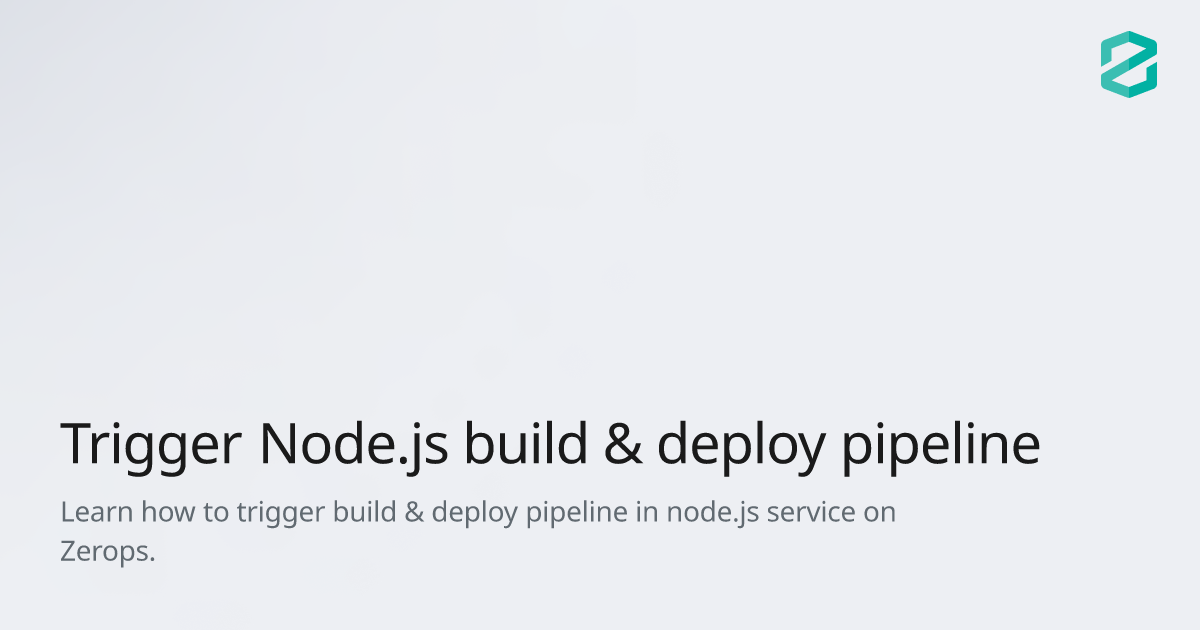 Trigger Node.js build & deploy pipeline
Learn how to trigger build & deploy pipeline in node.js service on
Zerops.